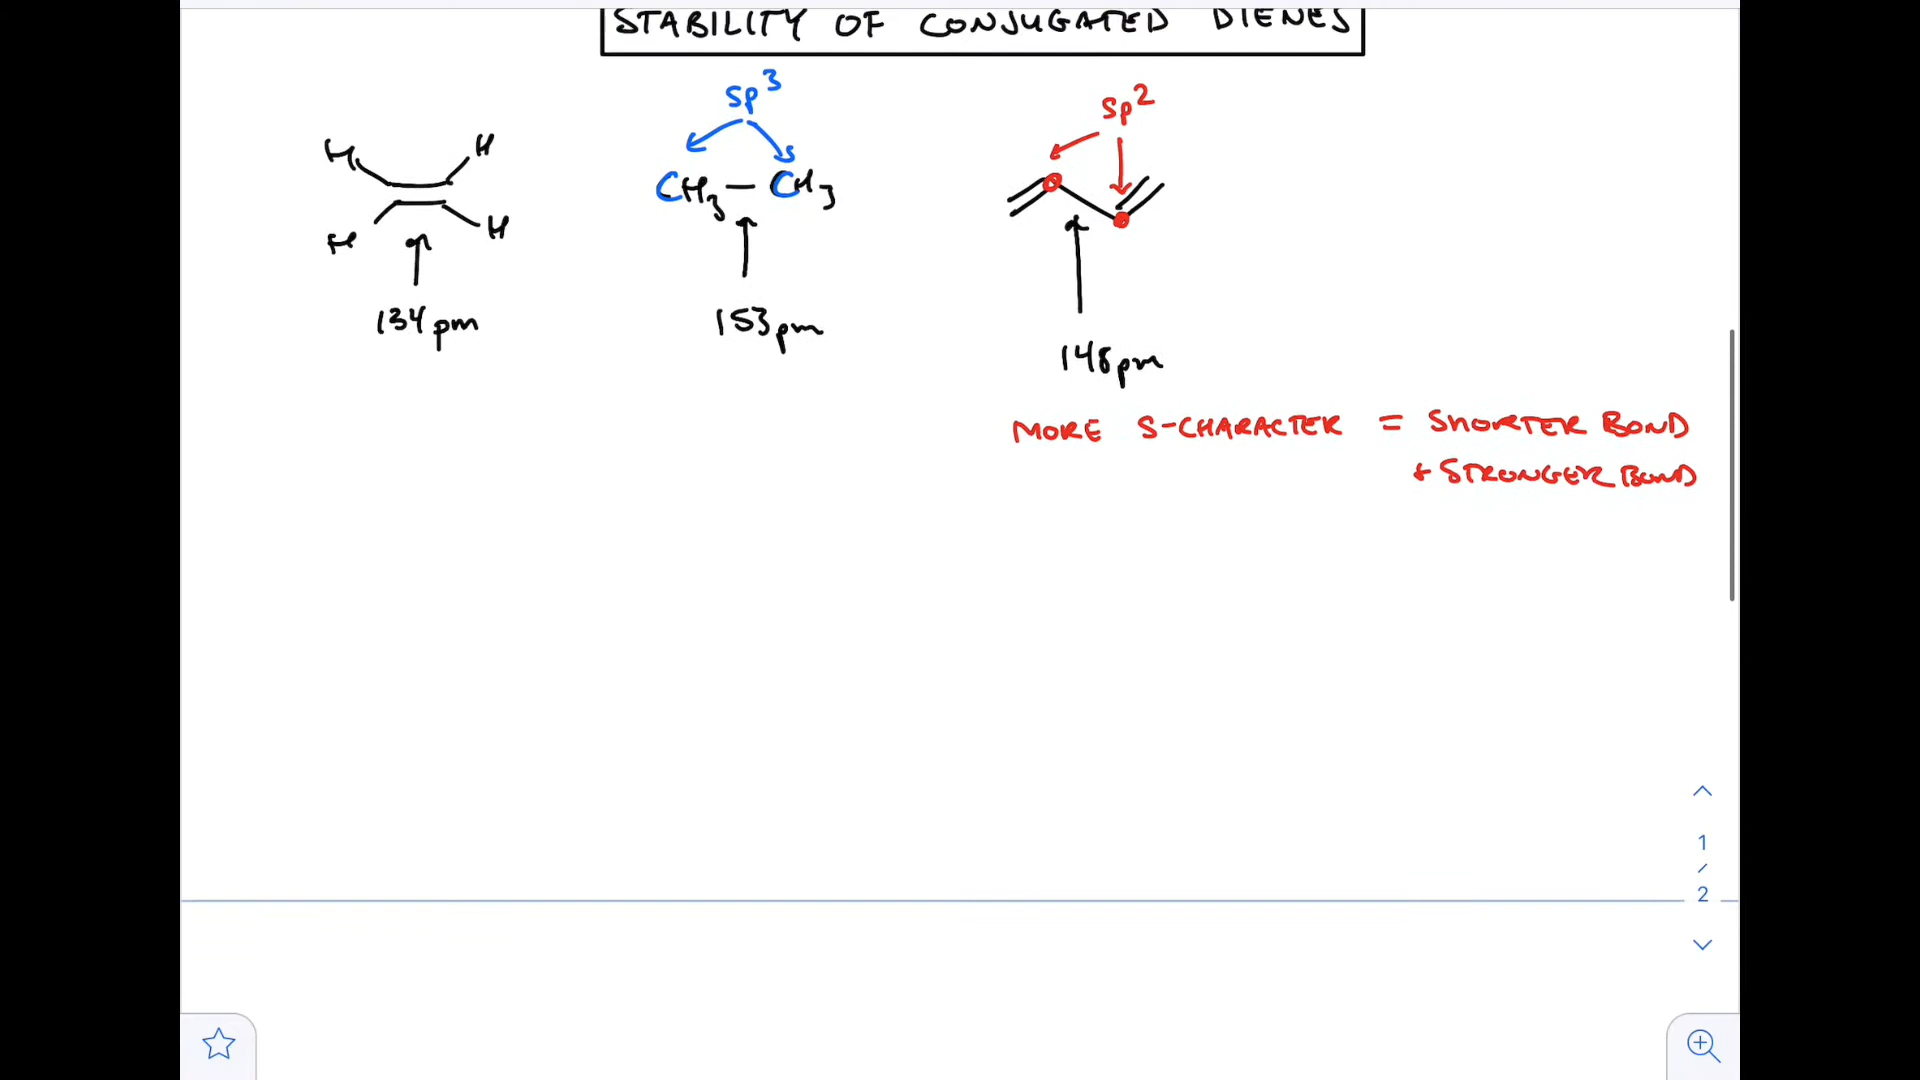 STABILITY OF CONJUGATED DIENES
sp³
sp²
H H
H H
CH₃ — CH₃
134 pm
153 pm
148 pm
MORE S-CHARACTER = SHORTER BOND
+ STRONGER BOND
1
/
2